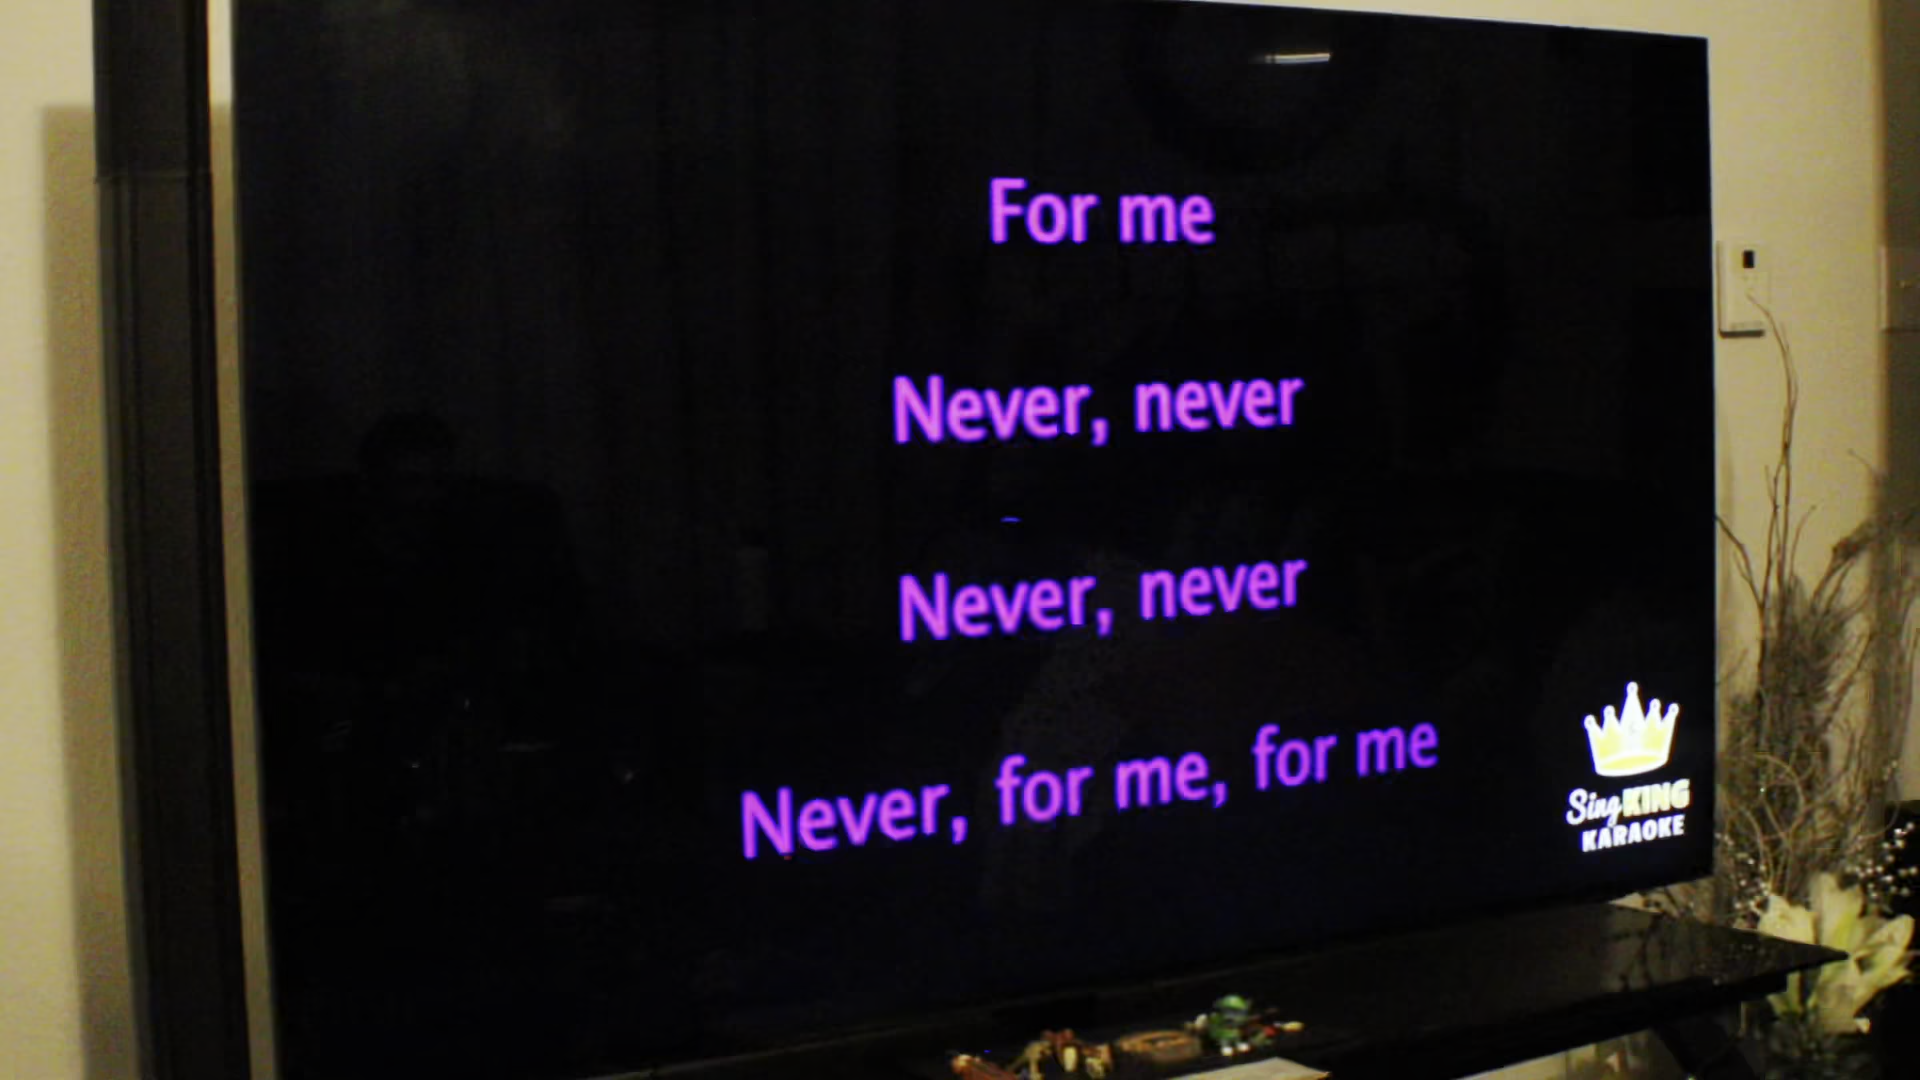 For me
Never, never
Never, never
Never, for me, for me
Sing KING
KARAOKE